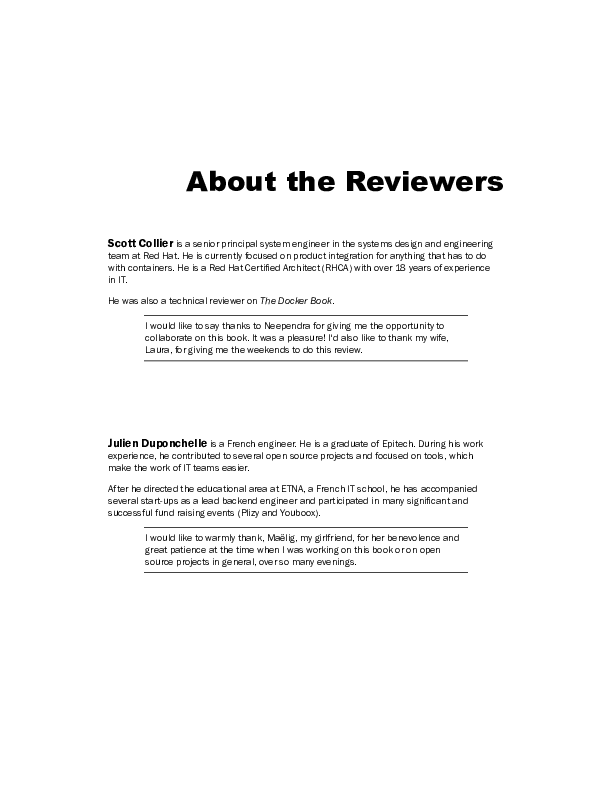 About the Reviewers
Scott Collier is a senior principal system engineer in the systems design and engineering
team at Red Hat. He is currently focused on product integration for anything that has to do
with containers. He is a Red Hat Certified Architect (RHCA) with over 18 years of experience
in IT.
He was also a technical reviewer on The Docker Book.
I would like to say thanks to Neependra for giving me the opportunity to
collaborate on this book. It was a pleasure! I'd also like to thank my wife,
Laura, for giving me the weekends to do this review.
Julien Duponchelle is a French engineer. He is a graduate of Epitech. During his work
experience, he contributed to several open source projects and focused on tools, which
make the work of IT teams easier.
After he directed the educational area at ETNA, a French IT school, he has accompanied
several start-ups as a lead backend engineer and participated in many significant and
successful fund raising events (Plizy and Youboox).
I would like to warmly thank, Maëlig, my girlfriend, for her benevolence and
great patience at the time when I was working on this book or on open
source projects in general, over so many evenings.